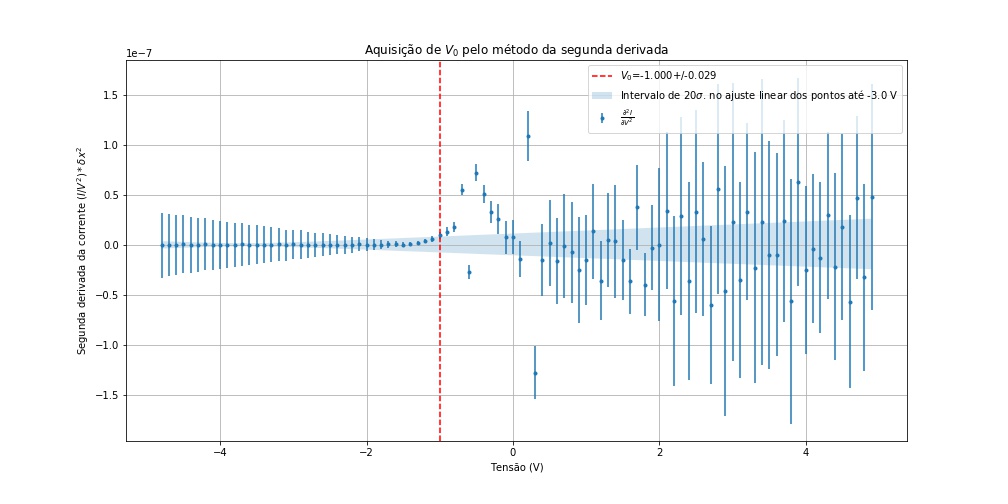 Aquisição de V₀ pelo método da segunda derivada
1e−7
V₀=-1.000+/-0.029
Intervalo de 20σ. no ajuste linear dos pontos até -3.0 V
∂²I/∂V²
Segunda derivada da corrente (I/V²) * δx²
1.5
1.0
0.5
0.0
−0.5
−1.0
−1.5
−4 −2 0 2 4
Tensão (V)